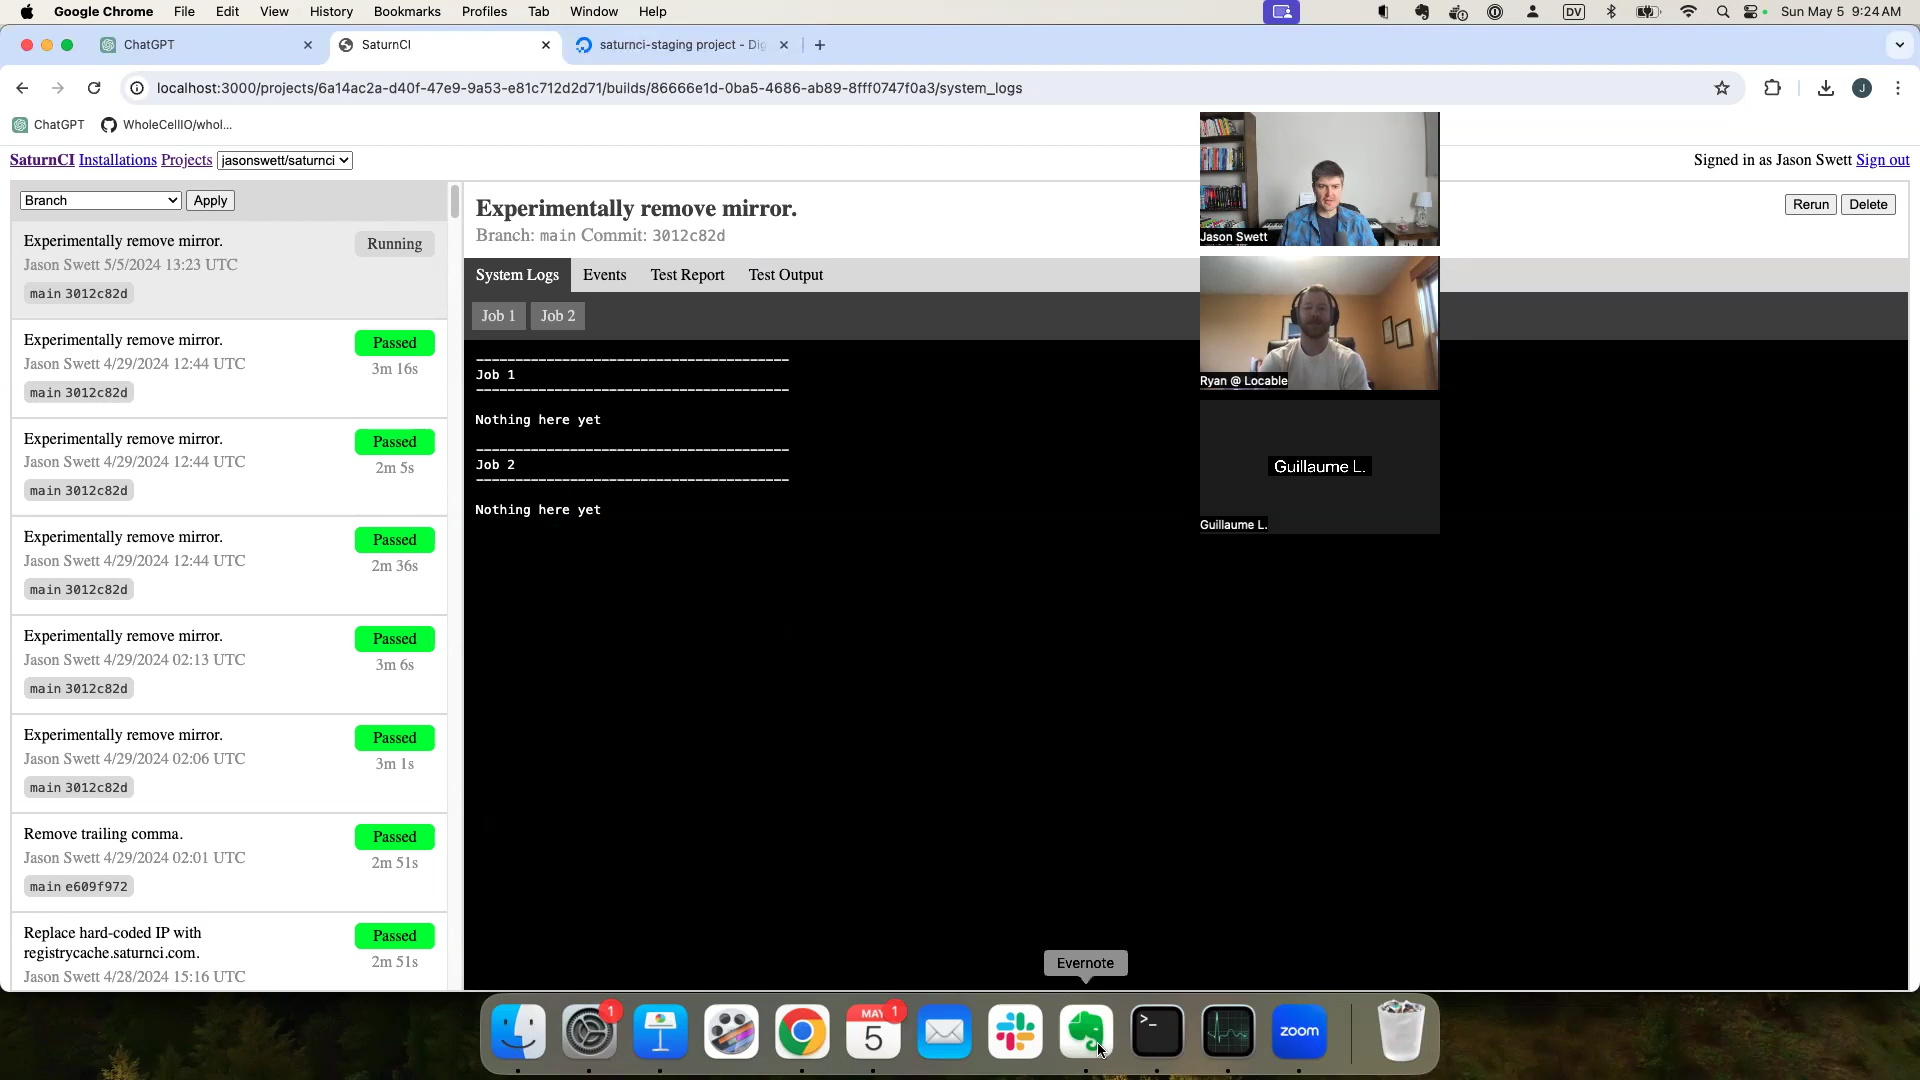 Google Chrome File Edit View History Bookmarks Profiles Tab Window Help DV Sun May 5 9:24 AM
ChatGPT SaturnCI saturnci-staging project - Dig
localhost:3000/projects/6a14ac2a-d40f-47e9-9a53-e81c712d2d71/builds/86666e1d-0ba5-4686-ab89-8fff0747f0a3/system_logs J
ChatGPT WholeCellIO/whol...
SaturnCI Installations Projects jasonswett/saturnci Signed in as Jason Swett Sign out
Branch Apply
Experimentally remove mirror. Running
Jason Swett 5/5/2024 13:23 UTC
main 3012c82d
Experimentally remove mirror. Passed
Jason Swett 4/29/2024 12:44 UTC 3m 16s
main 3012c82d
Experimentally remove mirror. Passed
Jason Swett 4/29/2024 12:44 UTC 2m 5s
main 3012c82d
Experimentally remove mirror. Passed
Jason Swett 4/29/2024 12:44 UTC 2m 36s
main 3012c82d
Experimentally remove mirror. Passed
Jason Swett 4/29/2024 02:13 UTC 3m 6s
main 3012c82d
Experimentally remove mirror. Passed
Jason Swett 4/29/2024 02:06 UTC 3m 1s
main 3012c82d
Remove trailing comma. Passed
Jason Swett 4/29/2024 02:01 UTC 2m 51s
main e609f972
Replace hard-coded IP with Passed
registrycache.saturnci.com. 2m 51s
Jason Swett 4/28/2024 15:16 UTC
Experimentally remove mirror. Rerun Delete
Branch: main Commit: 3012c82d
System Logs Events Test Report Test Output
Job 1 Job 2
Job 1
Nothing here yet
Job 2
Nothing here yet
Jason Swett
Ryan @ Locable
Guillaume L.
Guillaume L.
Evernote
1
MAY 1
5
zoom